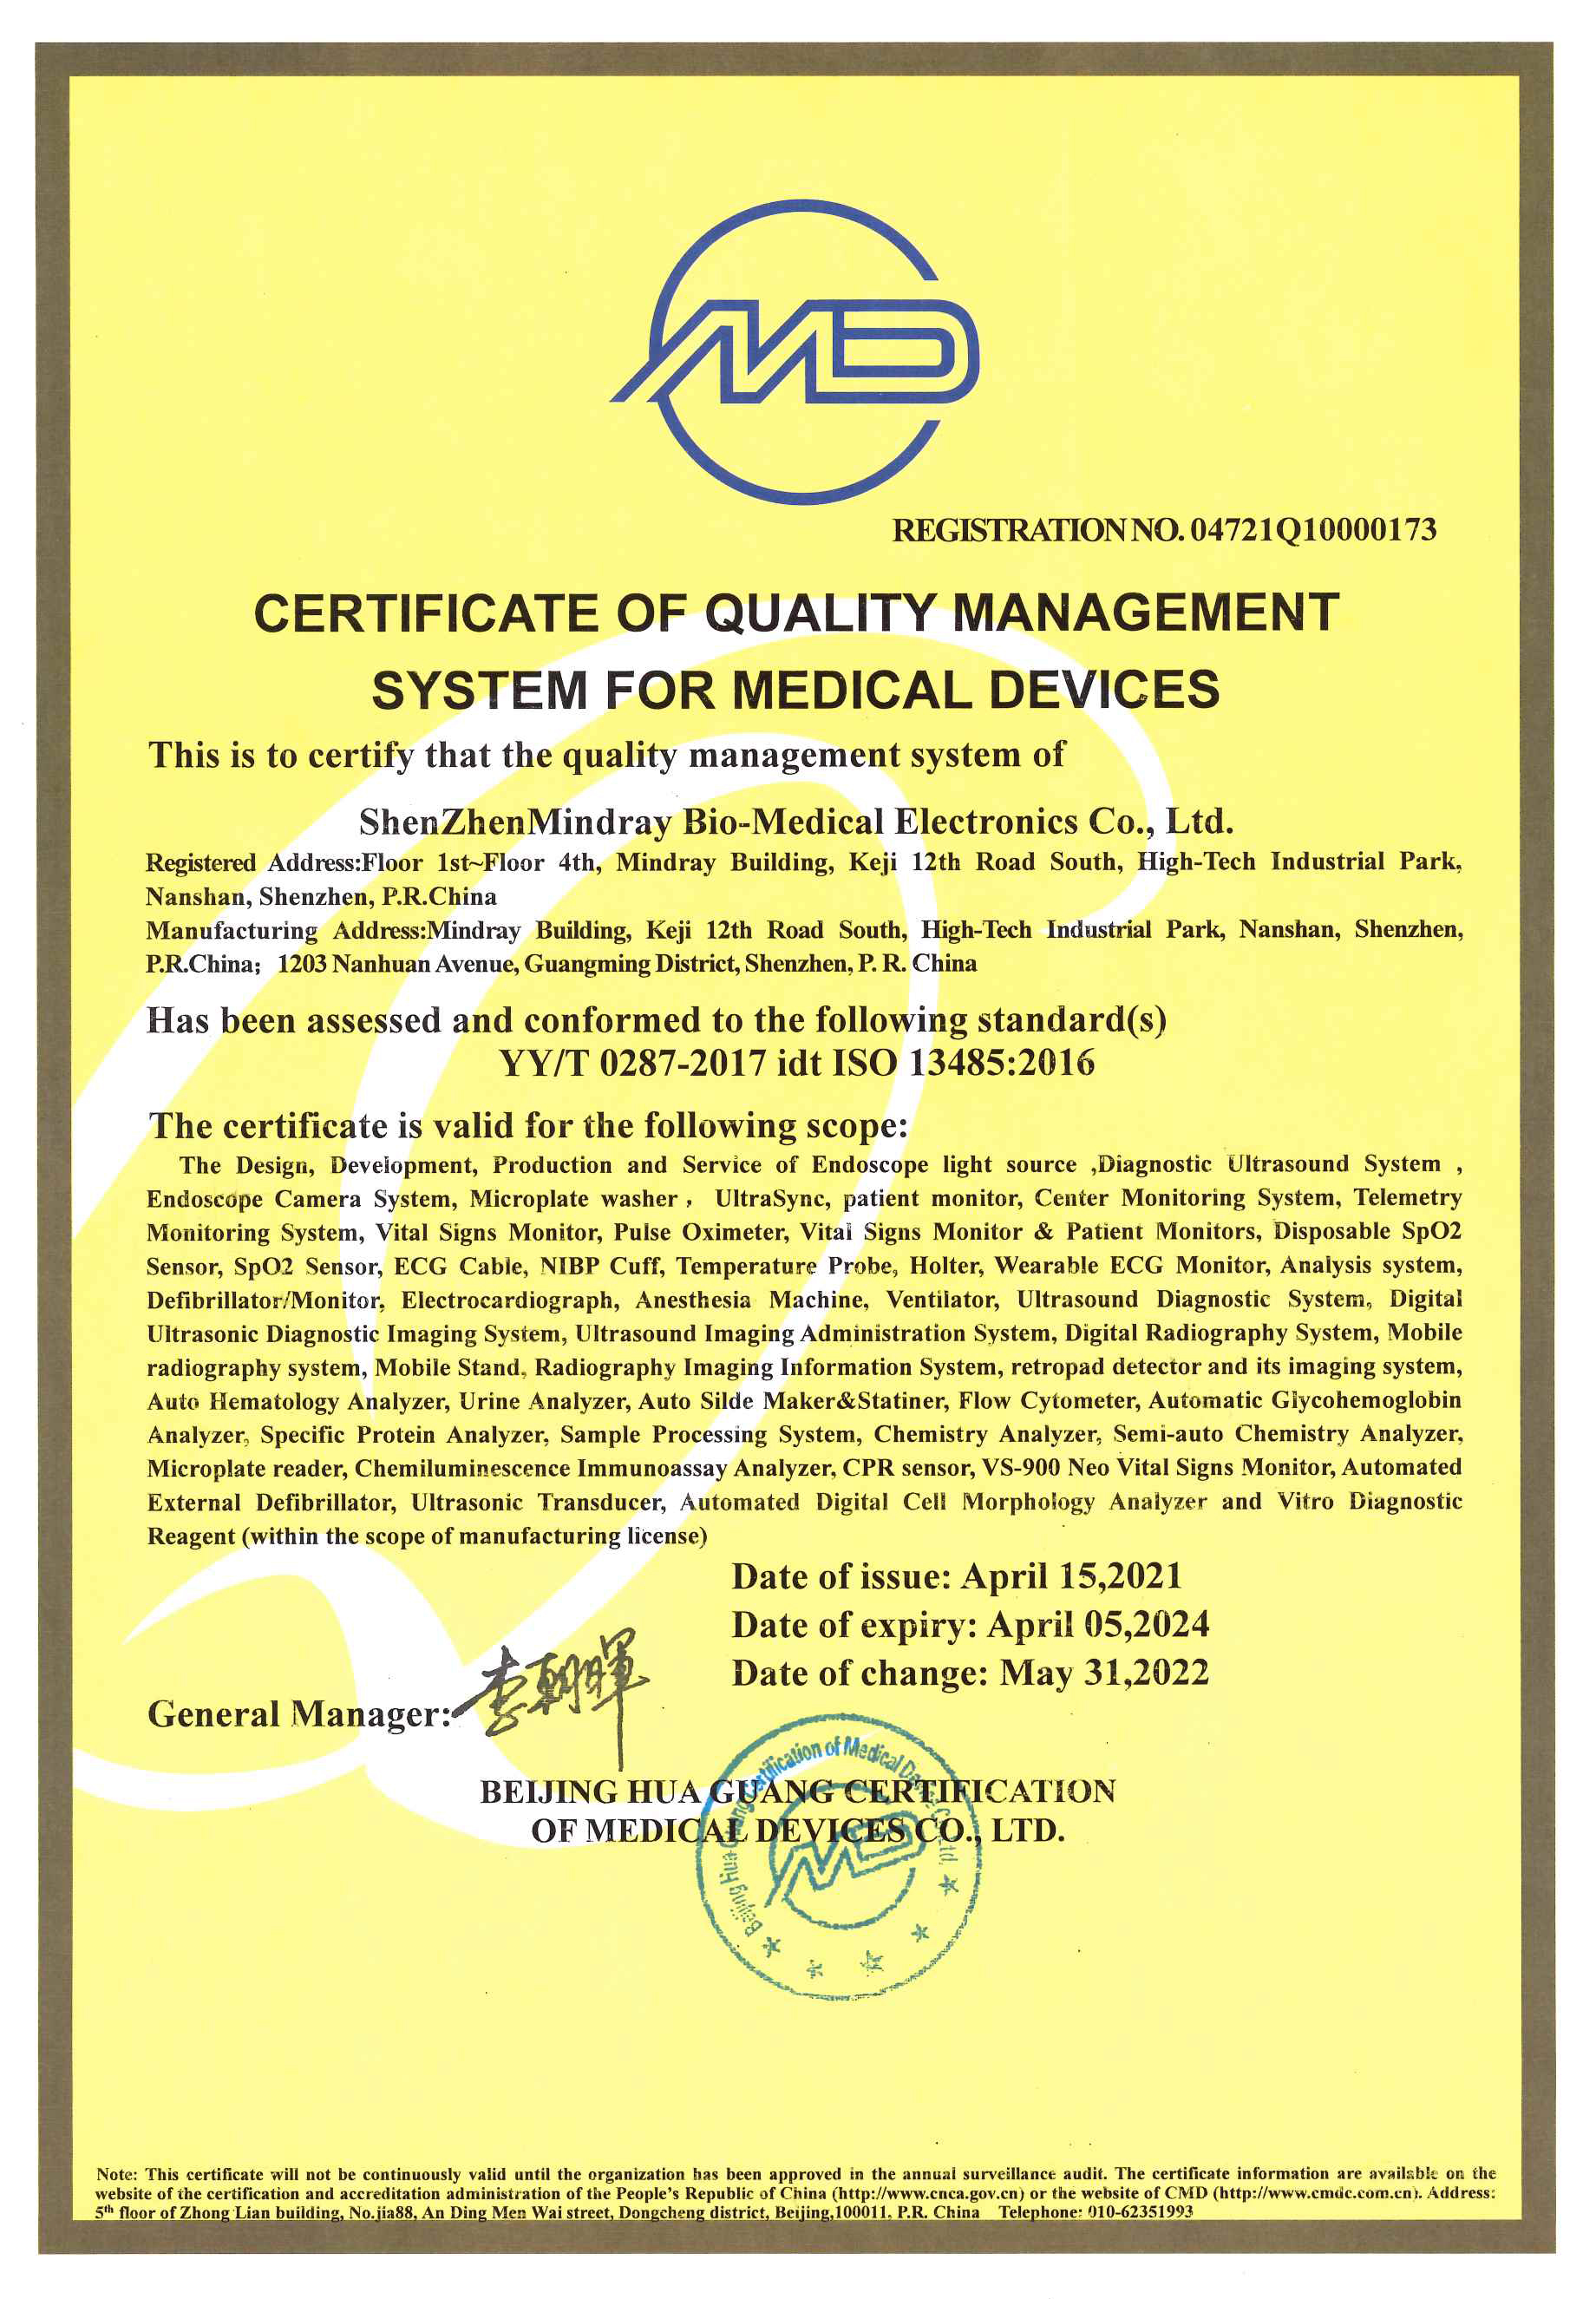 MD
REGISTRATION NO. 04721Q10000173
CERTIFICATE OF QUALITY MANAGEMENT
SYSTEM FOR MEDICAL DEVICES
This is to certify that the quality management system of
ShenZhenMindray Bio-Medical Electronics Co., Ltd.
Registered Address:Floor 1st~Floor 4th, Mindray Building, Keji 12th Road South, High-Tech Industrial Park,
Nanshan, Shenzhen, P.R.China
Manufacturing Address:Mindray Building, Keji 12th Road South, High-Tech Industrial Park, Nanshan, Shenzhen,
P.R.China；1203 Nanhuan Avenue, Guangming District, Shenzhen, P. R. China
Has been assessed and conformed to the following standard(s)
YY/T 0287-2017 idt ISO 13485:2016
The certificate is valid for the following scope:
The Design, Development, Production and Service of Endoscope light source ,Diagnostic Ultrasound System ,
Endoscope Camera System, Microplate washer， UltraSync, patient monitor, Center Monitoring System, Telemetry
Monitoring System, Vital Signs Monitor, Pulse Oximeter, Vital Signs Monitor & Patient Monitors, Disposable SpO2
Sensor, SpO2 Sensor, ECG Cable, NIBP Cuff, Temperature Probe, Holter, Wearable ECG Monitor, Analysis system,
Defibrillator/Monitor, Electrocardiograph, Anesthesia Machine, Ventilator, Ultrasound Diagnostic System, Digital
Ultrasonic Diagnostic Imaging System, Ultrasound Imaging Administration System, Digital Radiography System, Mobile
radiography system, Mobile Stand, Radiography Imaging Information System, retropad detector and its imaging system,
Auto Hematology Analyzer, Urine Analyzer, Auto Silde Maker&Statiner, Flow Cytometer, Automatic Glycohemoglobin
Analyzer, Specific Protein Analyzer, Sample Processing System, Chemistry Analyzer, Semi-auto Chemistry Analyzer,
Microplate reader, Chemiluminescence Immunoassay Analyzer, CPR sensor, VS-900 Neo Vital Signs Monitor, Automated
External Defibrillator, Ultrasonic Transducer, Automated Digital Cell Morphology Analyzer and Vitro Diagnostic
Reagent (within the scope of manufacturing license)
Date of issue: April 15,2021
Date of expiry: April 05,2024
Date of change: May 31,2022
General Manager: 李朝暉
BEIJING HUA GUANG CERTIFICATION
OF MEDICAL DEVICES CO., LTD.
Beijing Hua Guang Certification of Medical Device Co. Ltd.
MD
Note: This certificate will not be continuously valid until the organization has been approved in the annual surveillance audit. The certificate information are available on the
website of the certification and accreditation administration of the People's Republic of China (http://www.cnca.gov.cn) or the website of CMD (http://www.cmdc.com.cn). Address:
5th floor of Zhong Lian building, No.jia88, An Ding Men Wai street, Dongcheng district, Beijing,100011, P.R. China Telephone: 010-62351993